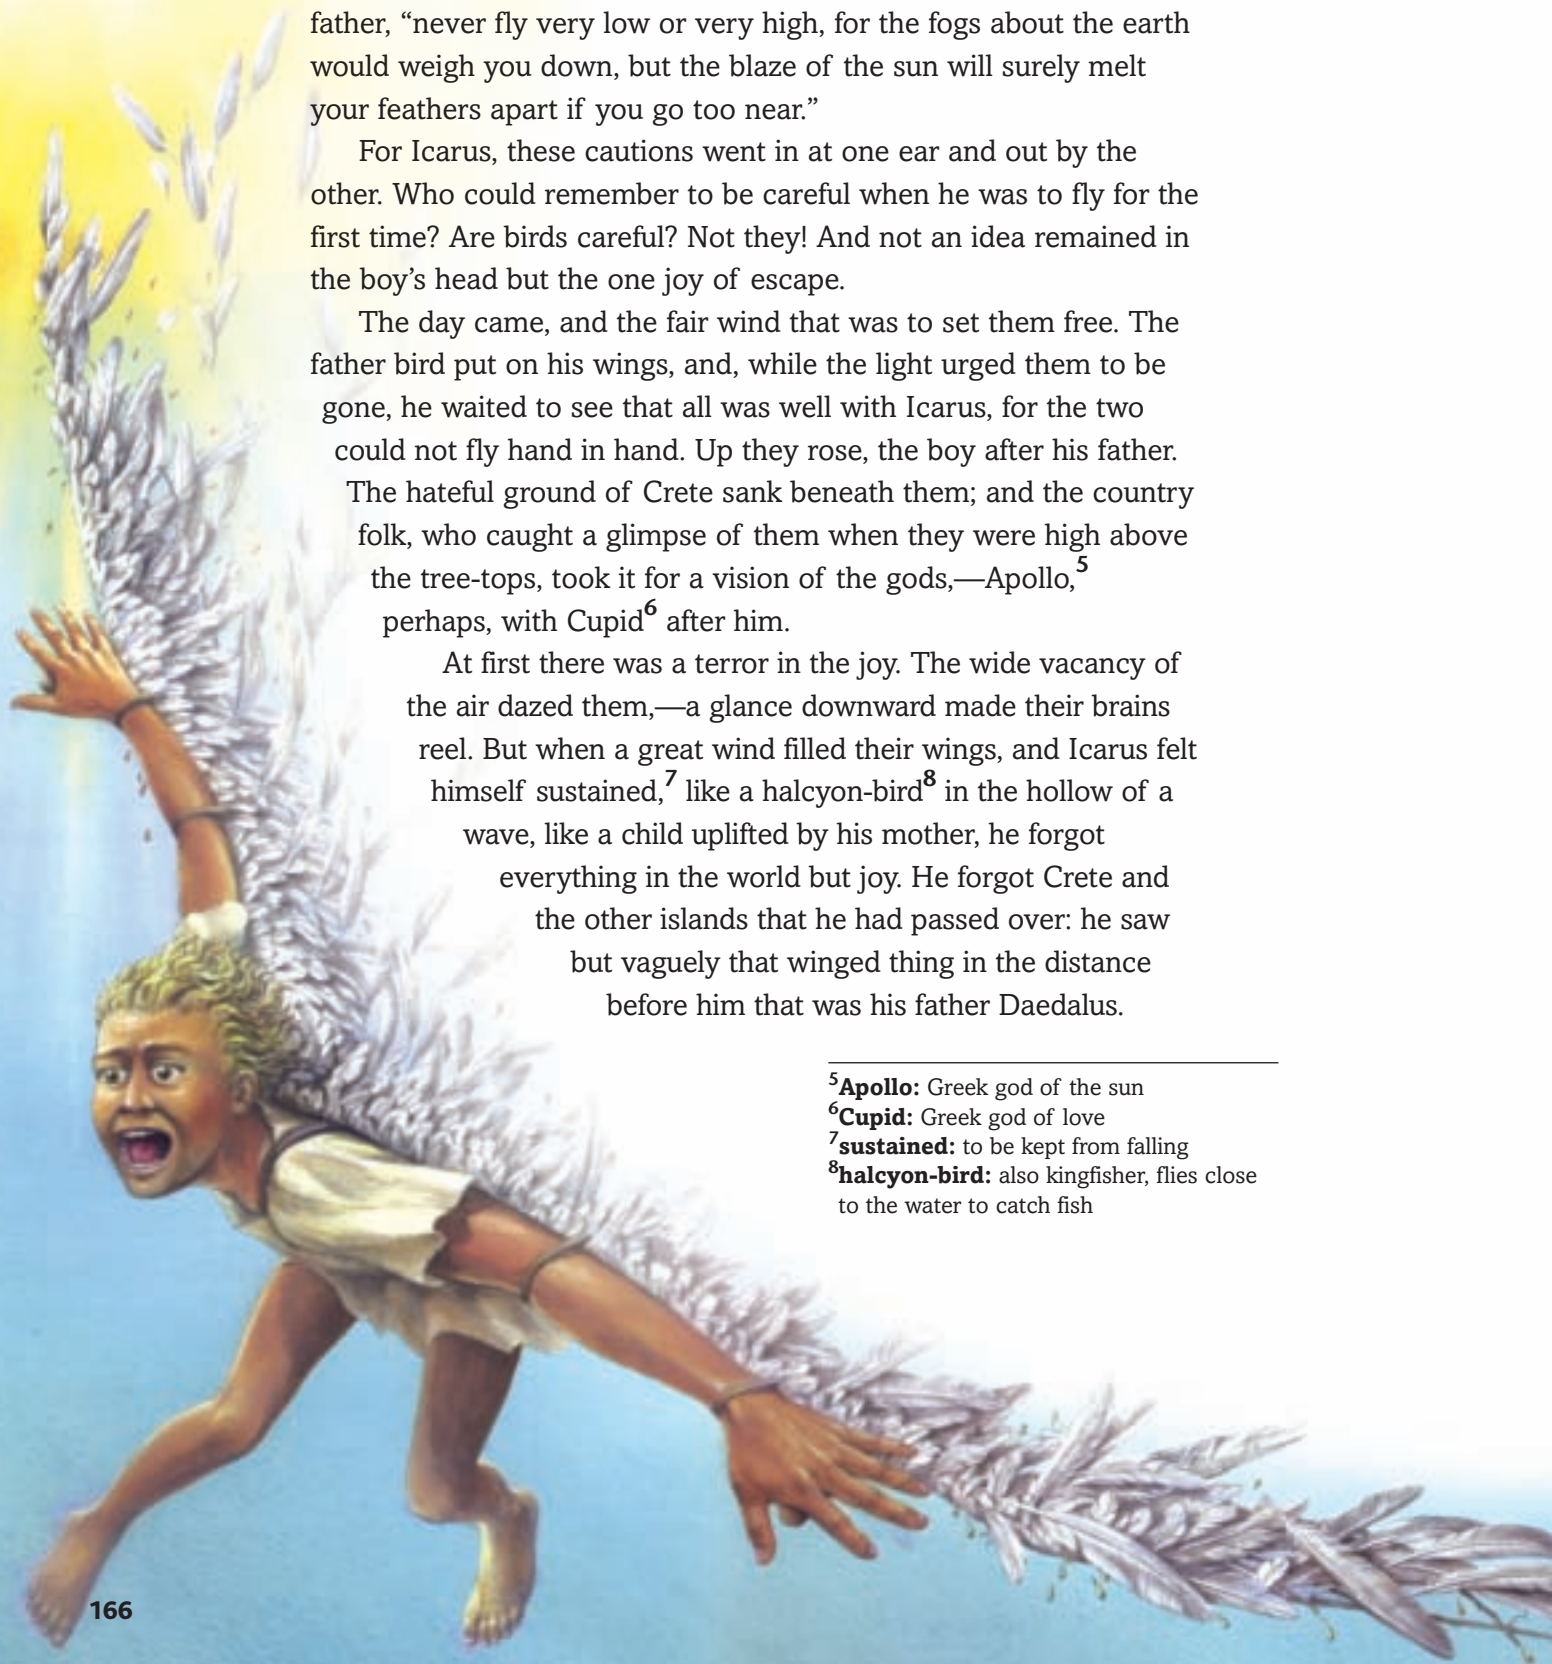 father, “never fly very low or very high, for the fogs about the earth
would weigh you down, but the blaze of the sun will surely melt
your feathers apart if you go too near.”
For Icarus, these cautions went in at one ear and out by the
other. Who could remember to be careful when he was to fly for the
first time? Are birds careful? Not they! And not an idea remained in
the boy’s head but the one joy of escape.
The day came, and the fair wind that was to set them free. The
father bird put on his wings, and, while the light urged them to be
gone, he waited to see that all was well with Icarus, for the two
could not fly hand in hand. Up they rose, the boy after his father.
The hateful ground of Crete sank beneath them; and the country
folk, who caught a glimpse of them when they were high above
the tree-tops, took it for a vision of the gods,—Apollo,5
perhaps, with Cupid6 after him.
At first there was a terror in the joy. The wide vacancy of
the air dazed them,—a glance downward made their brains
reel. But when a great wind filled their wings, and Icarus felt
himself sustained,7 like a halcyon-bird8 in the hollow of a
wave, like a child uplifted by his mother, he forgot
everything in the world but joy. He forgot Crete and
the other islands that he had passed over: he saw
but vaguely that winged thing in the distance
before him that was his father Daedalus.
5Apollo: Greek god of the sun
6Cupid: Greek god of love
7sustained: to be kept from falling
8halcyon-bird: also kingfisher, flies close
to the water to catch fish
166